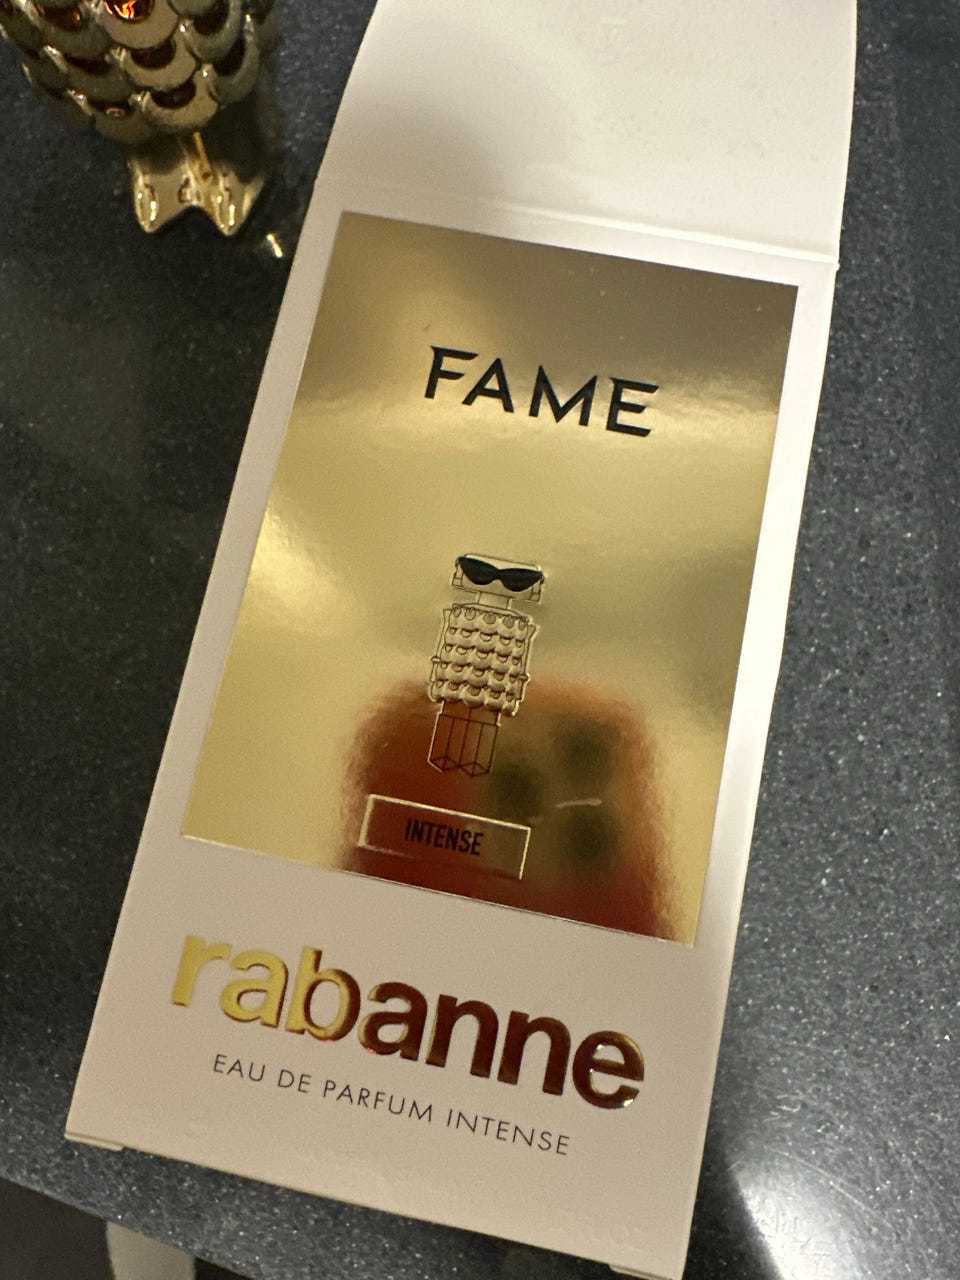 FAME
INTENSE
rabanne
EAU DE PARFUM INTENSE